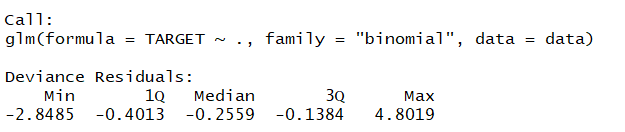 Call:
glm(formula = TARGET ~ ., family = "binomial", data = data)
Deviance Residuals:
Min 1Q Median 3Q Max
-2.8485 -0.4013 -0.2559 -0.1384 4.8019